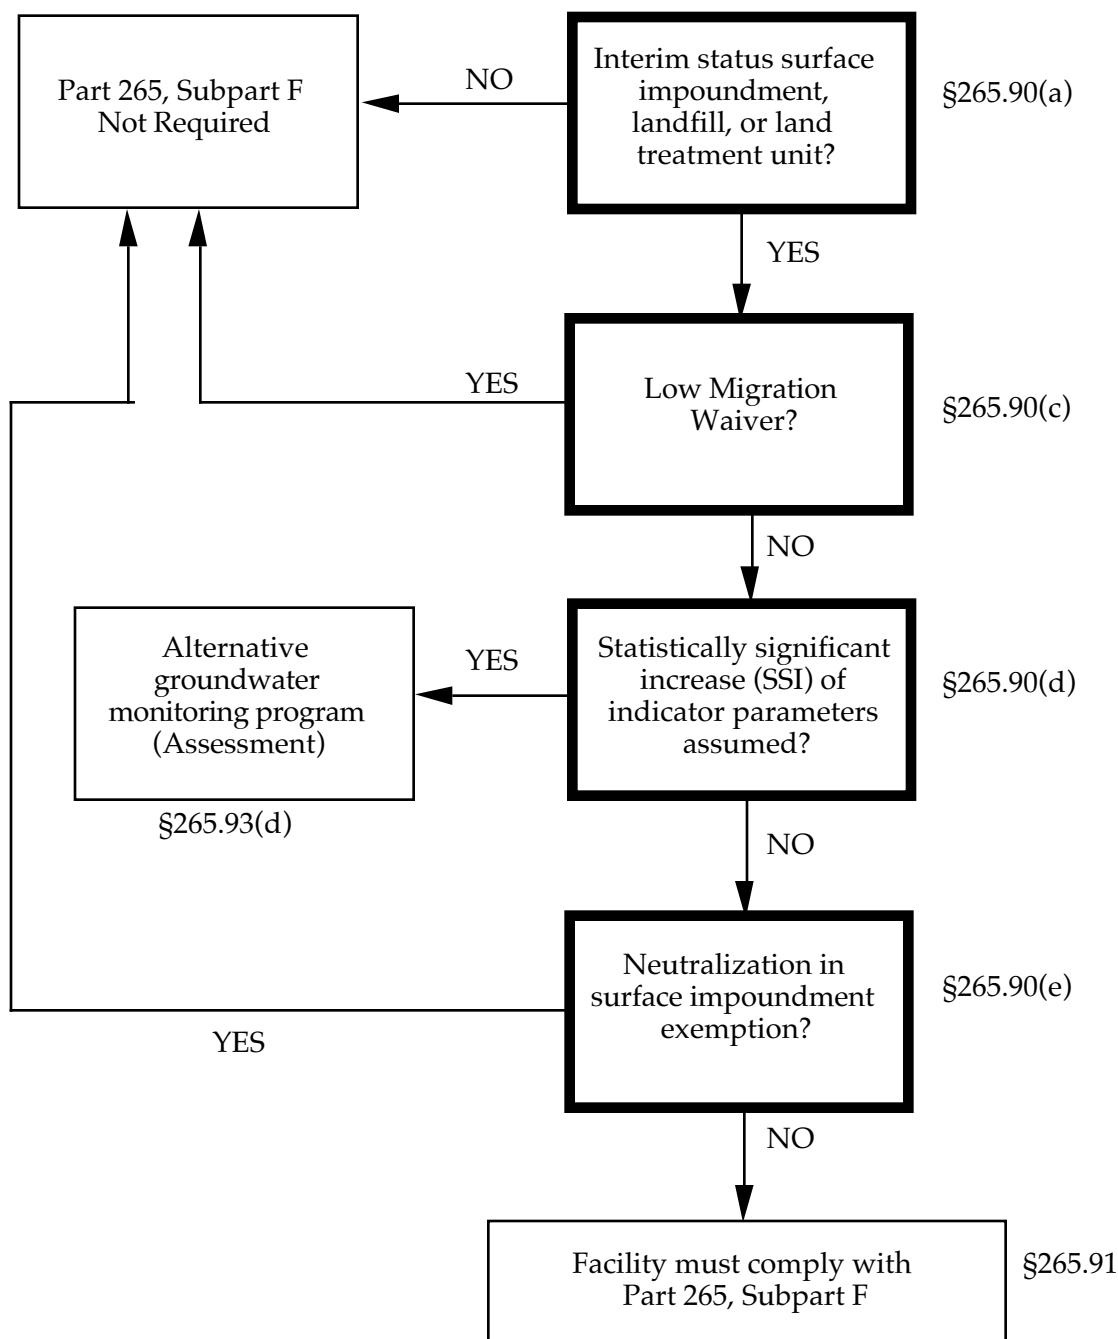 Part 265, Subpart F
Not Required
NO
Interim status surface
impoundment,
landfill, or land
treatment unit?
§265.90(a)
YES
YES
Low Migration
Waiver?
§265.90(c)
NO
Alternative
groundwater
monitoring program
(Assessment)
§265.93(d)
YES
Statistically significant
increase (SSI) of
indicator parameters
assumed?
§265.90(d)
NO
Neutralization in
surface impoundment
exemption?
§265.90(e)
YES
NO
Facility must comply with
Part 265, Subpart F
§265.91